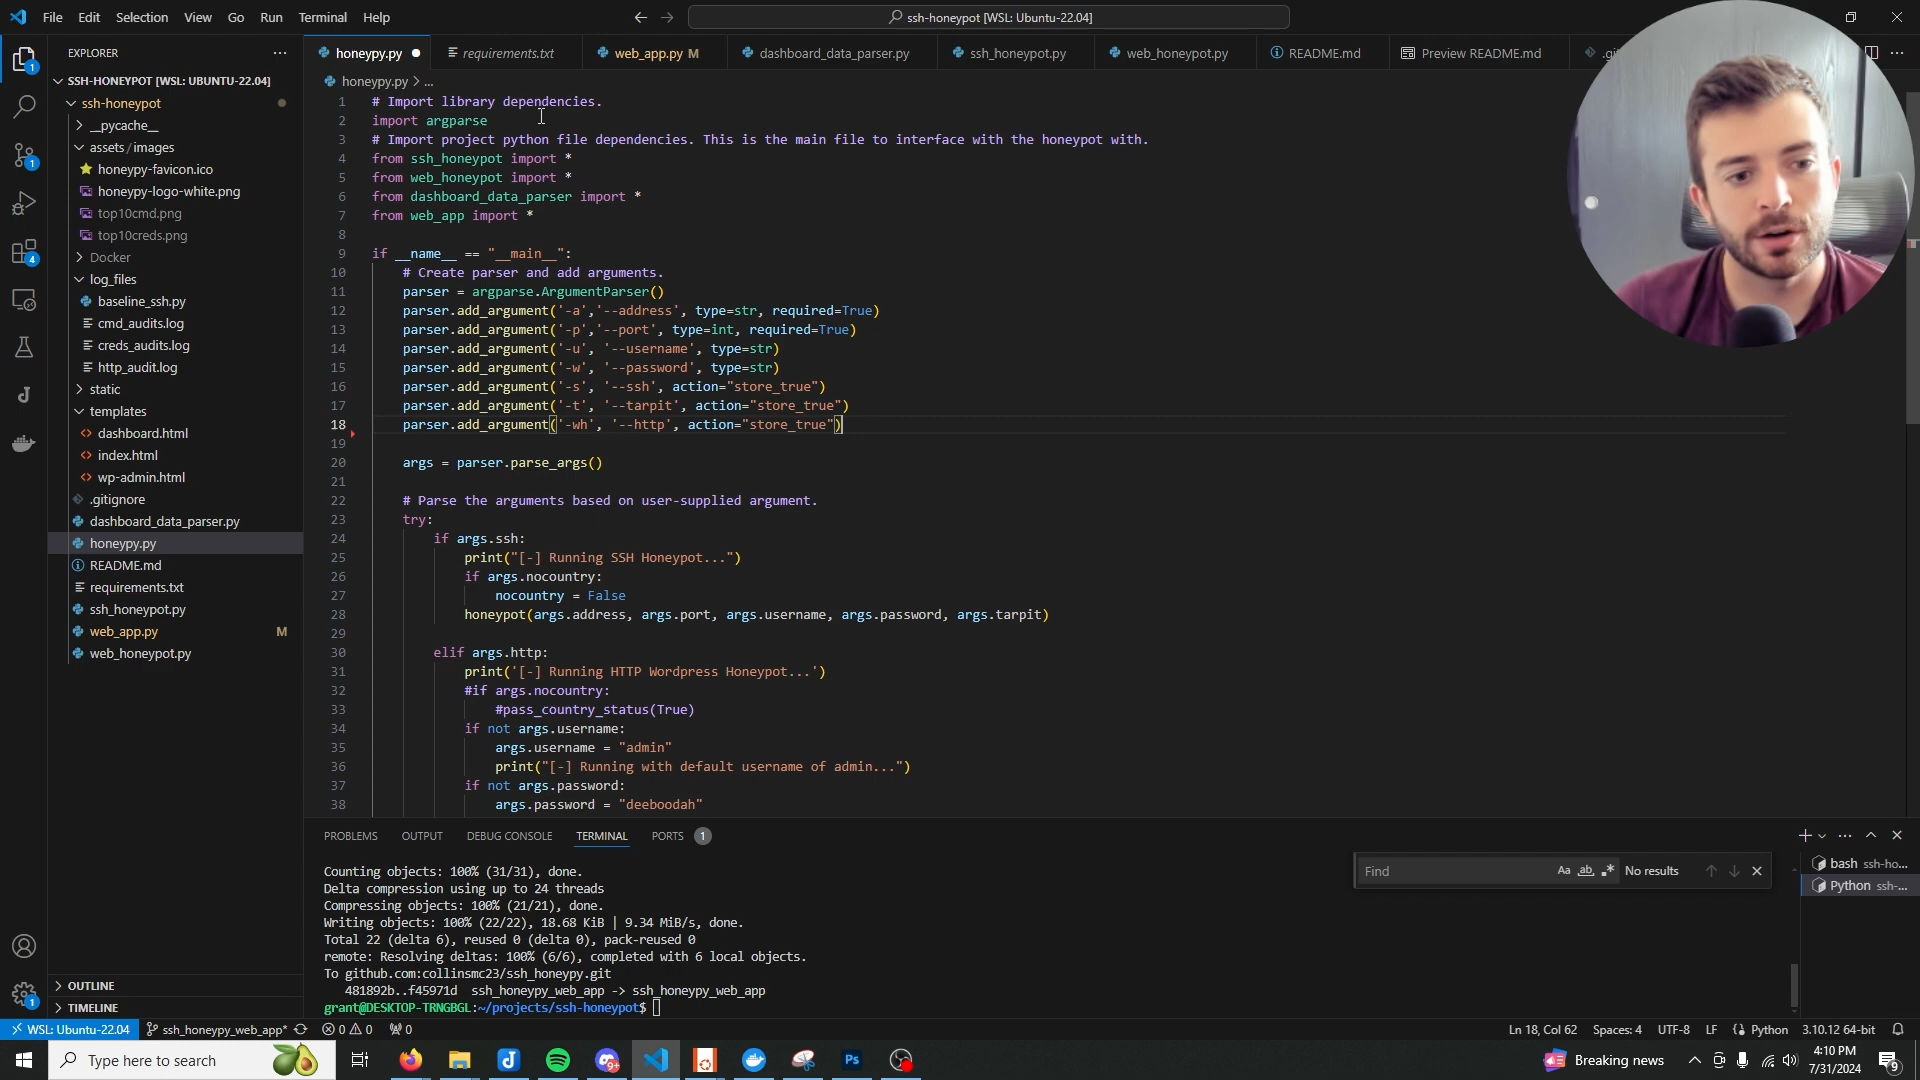 File Edit Selection View Go Run Terminal Help
ssh-honeypot [WSL: Ubuntu-22.04]
EXPLORER
honeypy.py
requirements.txt
web_app.py M
dashboard_data_parser.py
ssh_honeypot.py
web_honeypot.py
README.md
Preview README.md
SSH-HONEYPOT [WSL: UBUNTU-22.04]
ssh-honeypot
__pycache__
assets/images
honeypy-favicon.ico
honeypy-logo-white.png
top10cmd.png
top10creds.png
Docker
log_files
baseline_ssh.py
cmd_audits.log
creds_audits.log
http_audit.log
static
templates
dashboard.html
index.html
wp-admin.html
.gitignore
dashboard_data_parser.py
honeypy.py
README.md
requirements.txt
ssh_honeypot.py
web_app.py M
web_honeypot.py
OUTLINE
TIMELINE
honeypy.py > ...
1 # Import library dependencies.
2 import argparse
3 # Import project python file dependencies. This is the main file to interface with the honeypot with.
4 from ssh_honeypot import *
5 from web_honeypot import *
6 from dashboard_data_parser import *
7 from web_app import *
8
9 if __name__ == "__main__":
10 # Create parser and add arguments.
11 parser = argparse.ArgumentParser()
12 parser.add_argument('-a','--address', type=str, required=True)
13 parser.add_argument('-p','--port', type=int, required=True)
14 parser.add_argument('-u', '--username', type=str)
15 parser.add_argument('-w', '--password', type=str)
16 parser.add_argument('-s', '--ssh', action="store_true")
17 parser.add_argument('-t', '--tarpit', action="store_true")
18 parser.add_argument('-wh', '--http', action="store_true")
19
20 args = parser.parse_args()
21
22 # Parse the arguments based on user-supplied argument.
23 try:
24 if args.ssh:
25 print("[-] Running SSH Honeypot...")
26 if args.nocountry:
27 nocountry = False
28 honeypot(args.address, args.port, args.username, args.password, args.tarpit)
29
30 elif args.http:
31 print('[-] Running HTTP Wordpress Honeypot...')
32 #if args.nocountry:
33 #pass_country_status(True)
34 if not args.username:
35 args.username = "admin"
36 print("[-] Running with default username of admin...")
37 if not args.password:
38 args.password = "deeboodah"
PROBLEMS OUTPUT DEBUG CONSOLE TERMINAL PORTS 1
Counting objects: 100% (31/31), done.
Delta compression using up to 24 threads
Compressing objects: 100% (21/21), done.
Writing objects: 100% (22/22), 18.68 KiB | 9.34 MiB/s, done.
Total 22 (delta 6), reused 0 (delta 0), pack-reused 0
remote: Resolving deltas: 100% (6/6), completed with 6 local objects.
To github.com:collinsmc23/ssh_honeypy.git
481892b..f45971d ssh_honeypy_web_app -> ssh_honeypy_web_app
grant@DESKTOP-TRNGBGL:~/projects/ssh-honeypot$
Find
Aa ab No results
bash ssh-ho...
Python ssh-...
WSL: Ubuntu-22.04 ssh_honeypy_web_app* 0 0 0
Ln 18, Col 62 Spaces: 4 UTF-8 LF Python 3.10.12 64-bit
Type here to search
Breaking news
4:10 PM
7/31/2024